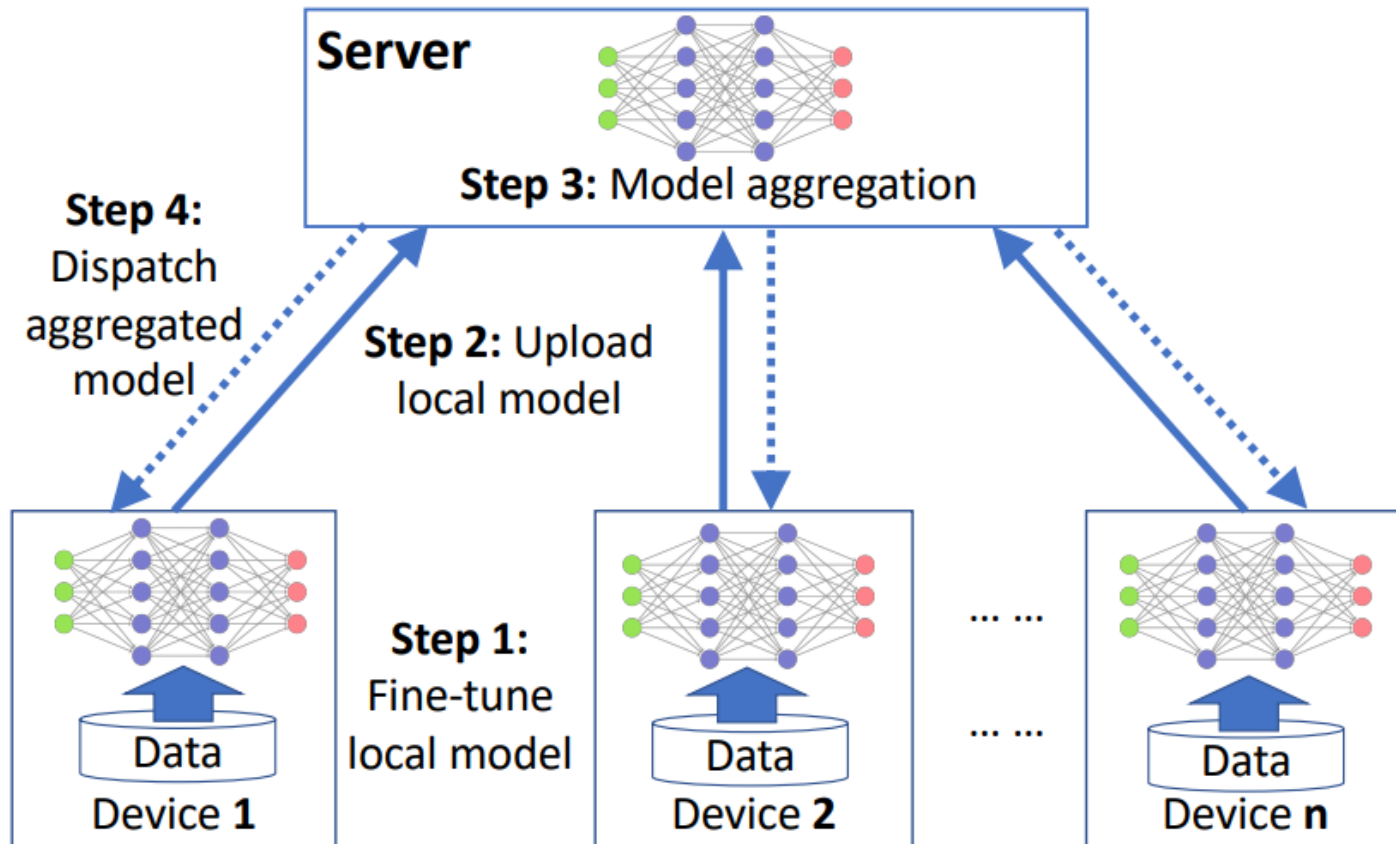 Server
Step 3: Model aggregation
Step 4:
Dispatch
aggregated
model
Step 2: Upload
local model
Step 1:
Fine-tune
local model
Data
Device 1
Data
Device 2
... ...
... ...
Data
Device n